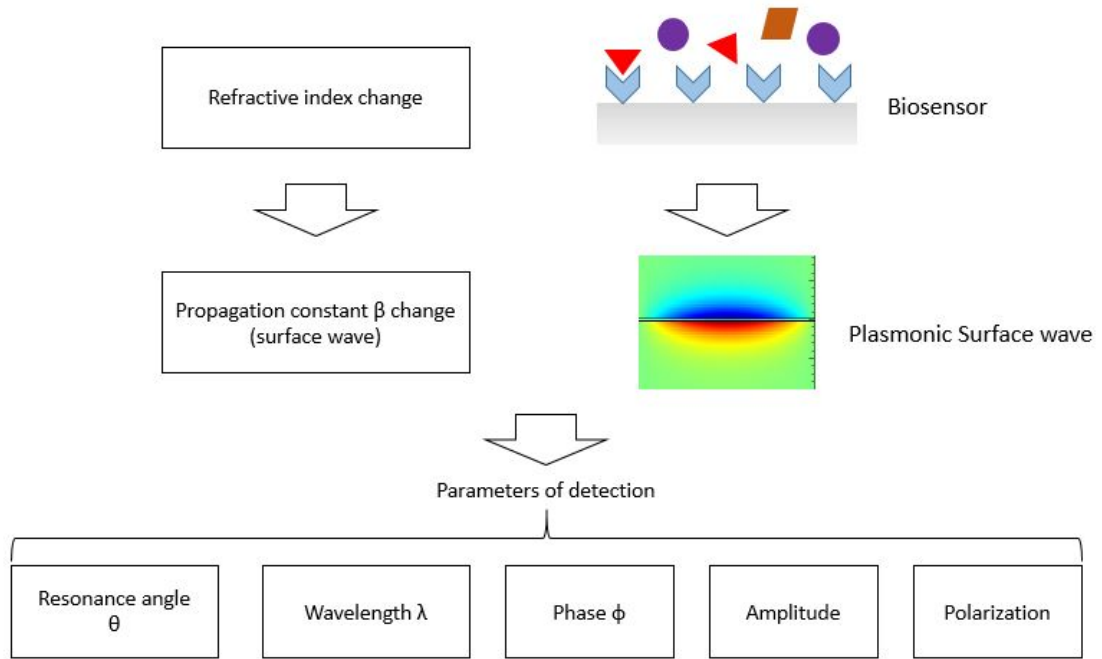 Refractive index change
Biosensor
Propagation constant β change
(surface wave)
Plasmonic Surface wave
Parameters of detection
Resonance angle
θ
Wavelength λ
Phase ϕ
Amplitude
Polarization